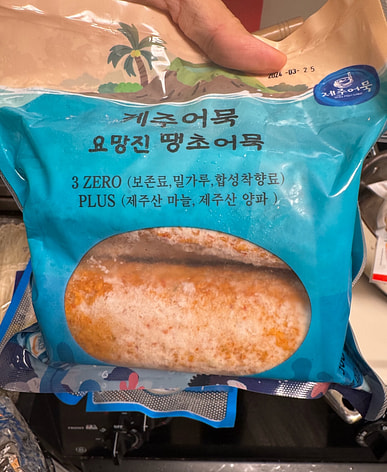 2024-03-25
제주어묵
제주어묵
요망진 땡초어묵
3 ZERO (보존료,밀가루,합성착향료)
PLUS (제주산 마늘, 제주산 양파 )